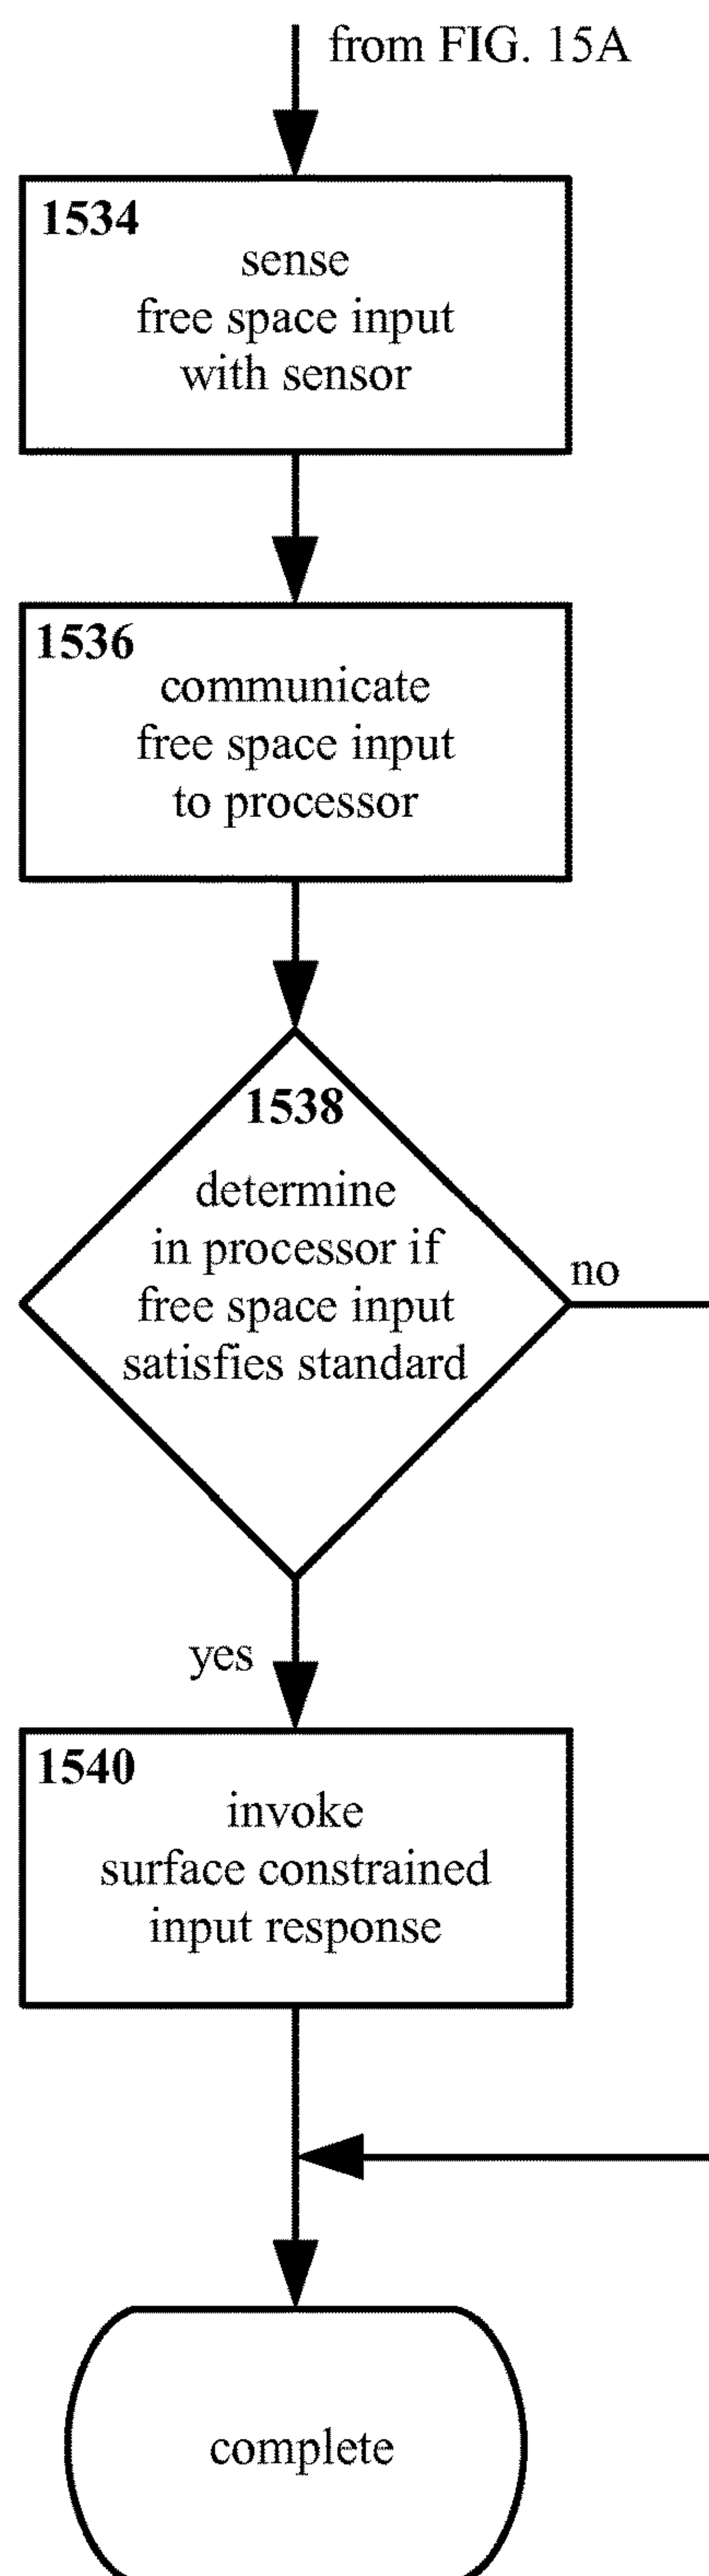 from FIG. 15A
1534
sense
free space input
with sensor
1536
communicate
free space input
to processor
1538
determine
in processor if
free space input
satisfies standard
no
yes
1540
invoke
surface constrained
input response
complete